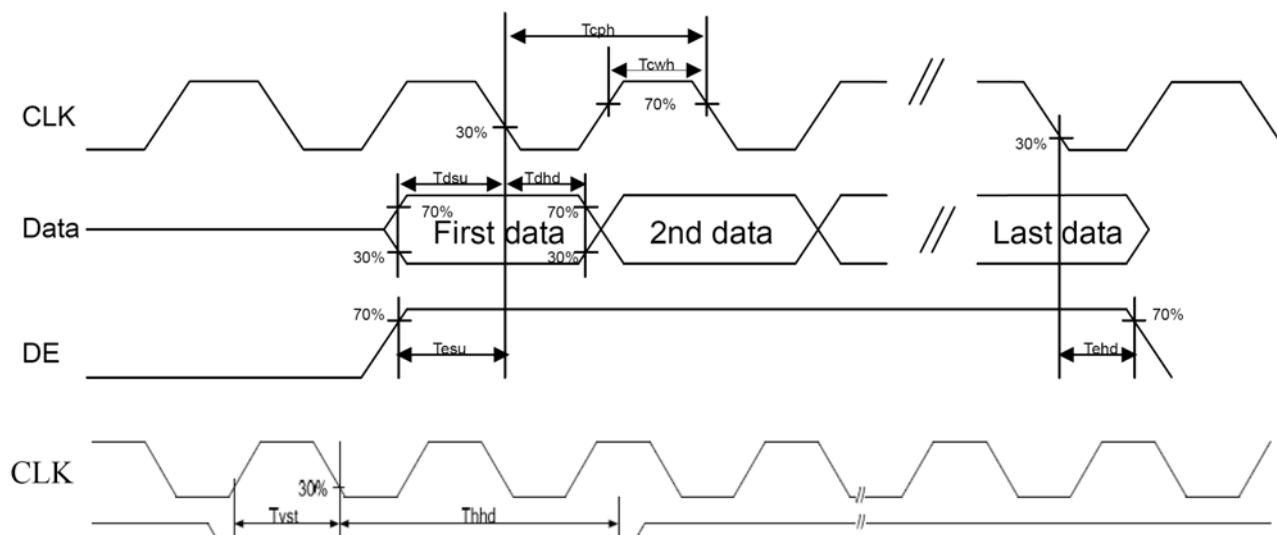 Tcph
Tcwh
CLK
70%
30%
30%
Tdsu
Tdhd
70%
70%
Data
First data
2nd data
Last data
30%
30%
70%
70%
DE
Tesu
Tehd
CLK
30%
Tvst
Thhd